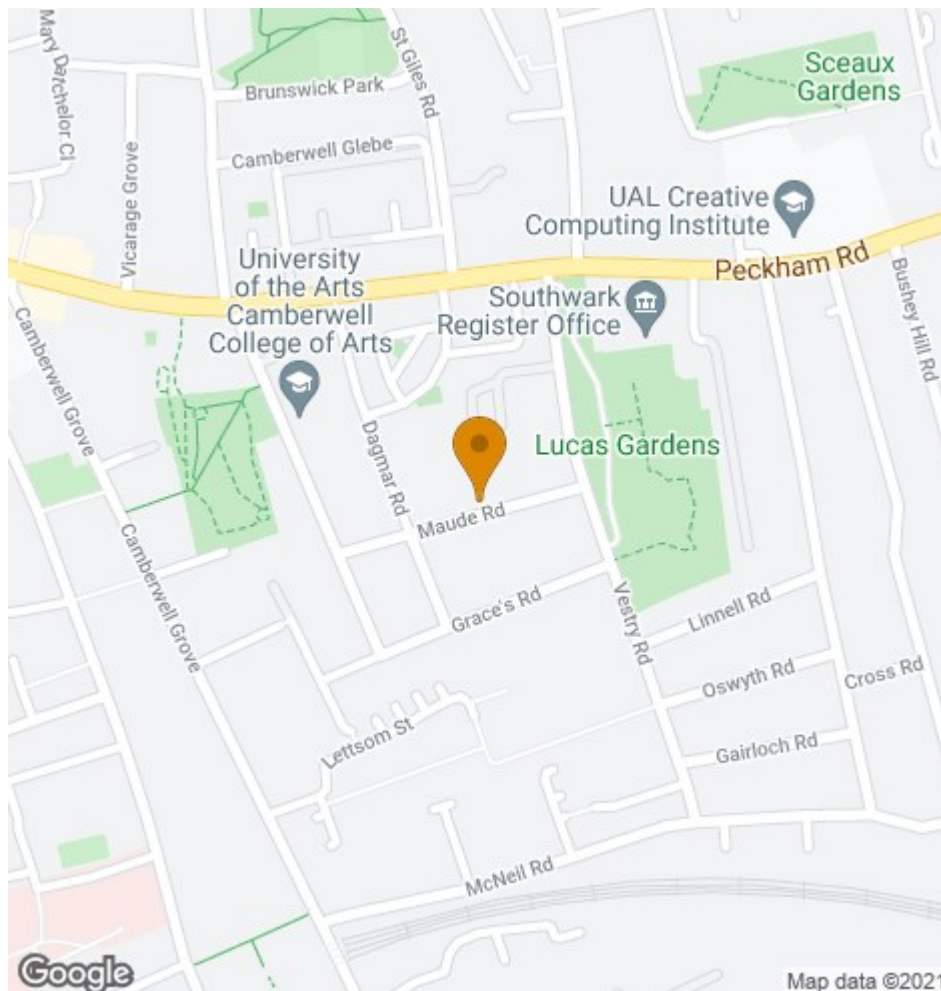 Mary Datchelor Cl
St Giles Rd
Brunswick Park
Sceaux
Gardens
Camberwell Glebe
Vicarage Grove
UAL Creative
Computing Institute
Peckham Rd
University
of the Arts
Camberwell
College of Arts
Southwark
Register Office
Bushey Hill Rd
Camberwell Grove
Dagmar Rd
Lucas Gardens
Maude Rd
Camberwell Grove
Grace's Rd
Vestry Rd
Linnell Rd
Oswyth Rd
Cross Rd
Lettsom St
Gairloch Rd
McNeil Rd
Google
Map data ©2021